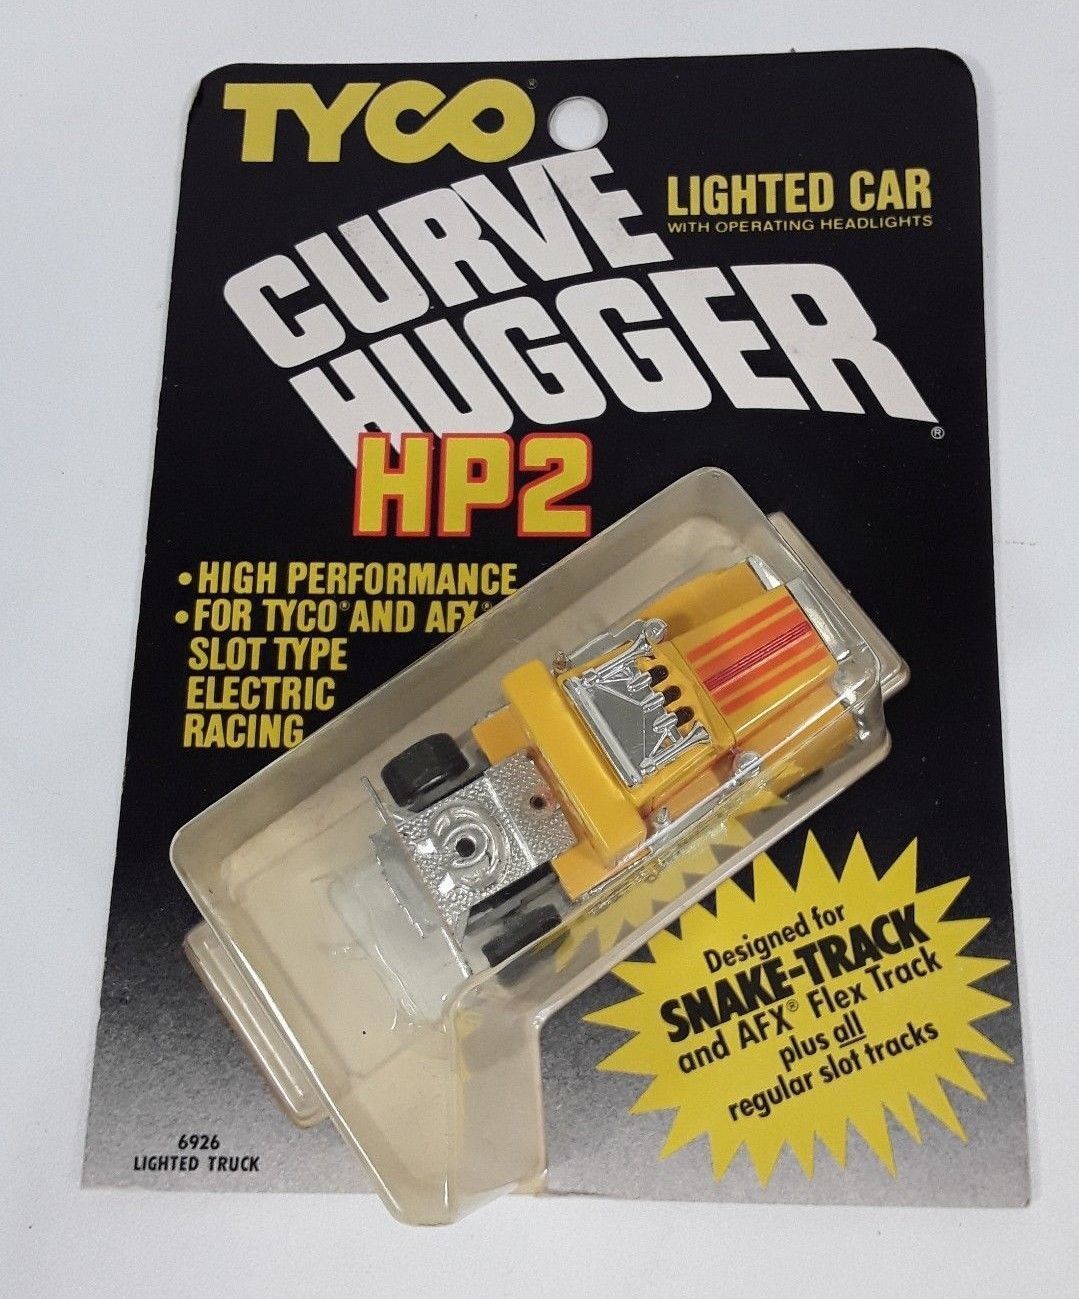 TYCO®
CURVE
HUGGER®
HP2
LIGHTED CAR
WITH OPERATING HEADLIGHTS
•HIGH PERFORMANCE
•FOR TYCO® AND AFX®
SLOT TYPE
ELECTRIC
RACING
Designed for
SNAKE-TRACK
and AFX® Flex Track
plus all
regular slot tracks
6926
LIGHTED TRUCK